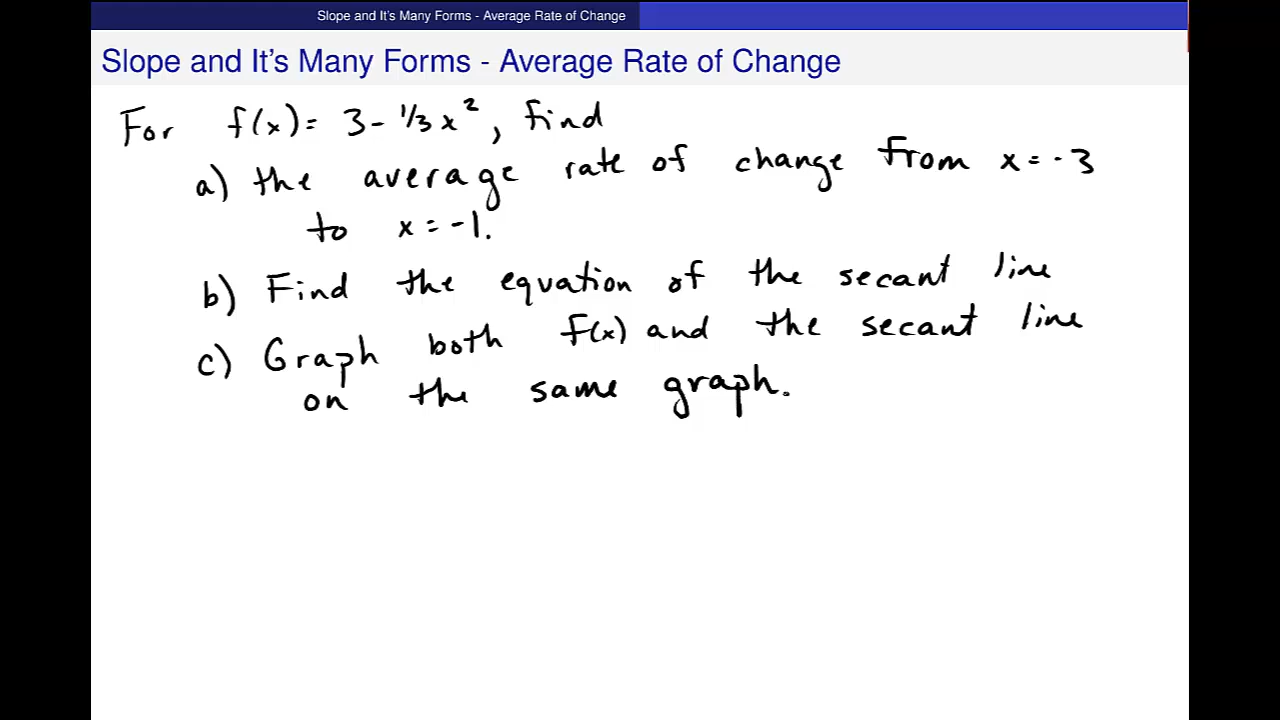 Slope and It's Many Forms - Average Rate of Change
Slope and It's Many Forms - Average Rate of Change
For f(x) = 3 - 1/3 x², find
a) the average rate of change from x = -3
to x = -1.
b) Find the equation of the secant line
c) Graph both f(x) and the secant line
on the same graph.